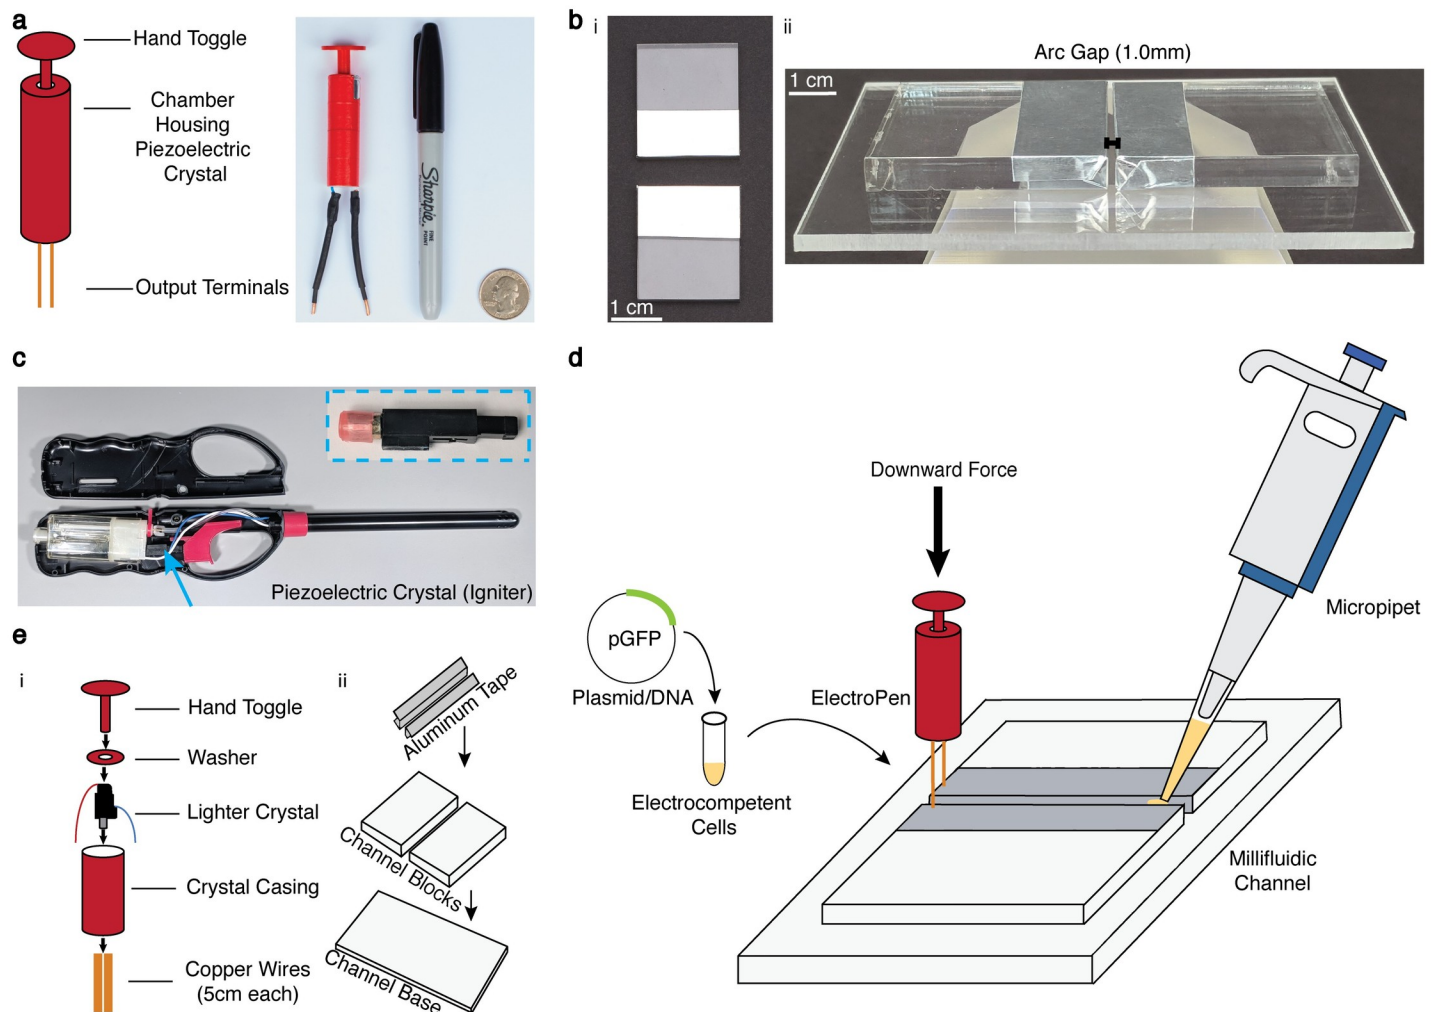 a
Hand Toggle
Chamber
Housing
Piezoelectric
Crystal
Output Terminals
Sharpie
FINE
POINT
b
i
1 cm
ii
Arc Gap (1.0mm)
1 cm
c
Piezoelectric Crystal (Igniter)
d
Downward Force
pGFP
Plasmid/DNA
ElectroPen
Electrocompetent
Cells
Micropipet
Millifluidic
Channel
e
i
Hand Toggle
Washer
Lighter Crystal
Crystal Casing
Copper Wires
(5cm each)
ii
Aluminum Tape
Channel Blocks
Channel Base